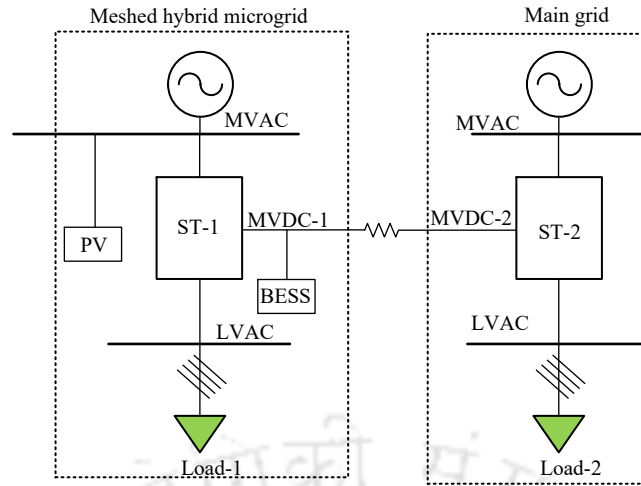 Meshed hybrid microgrid
Main grid
MVAC
MVAC
ST-1
MVDC-1
MVDC-2
ST-2
PV
BESS
LVAC
LVAC
Load-1
Load-2